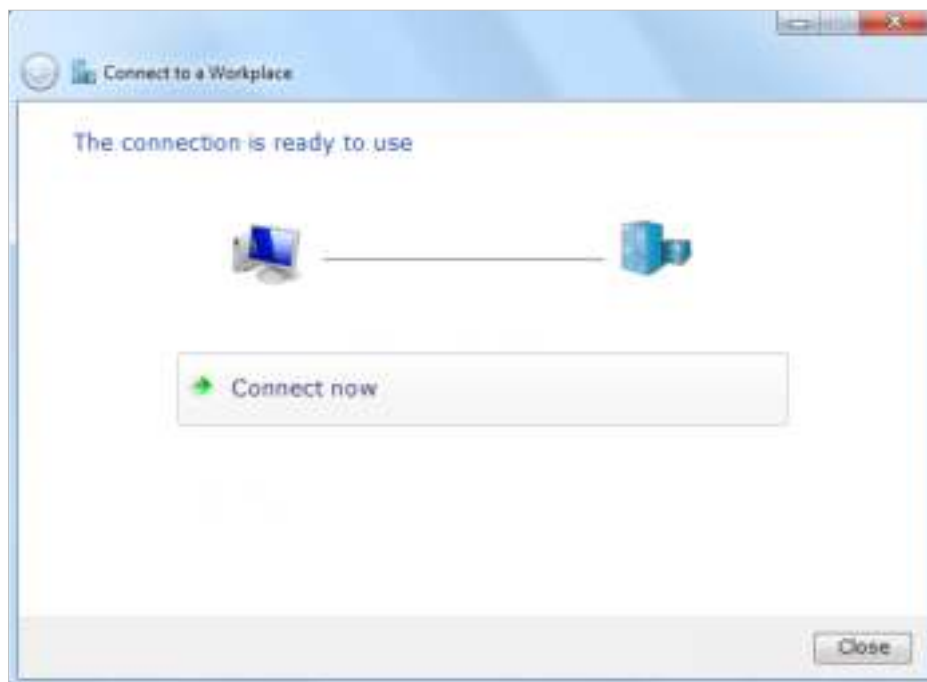 Connect to a Workplace
The connection is ready to use
Connect now
Close